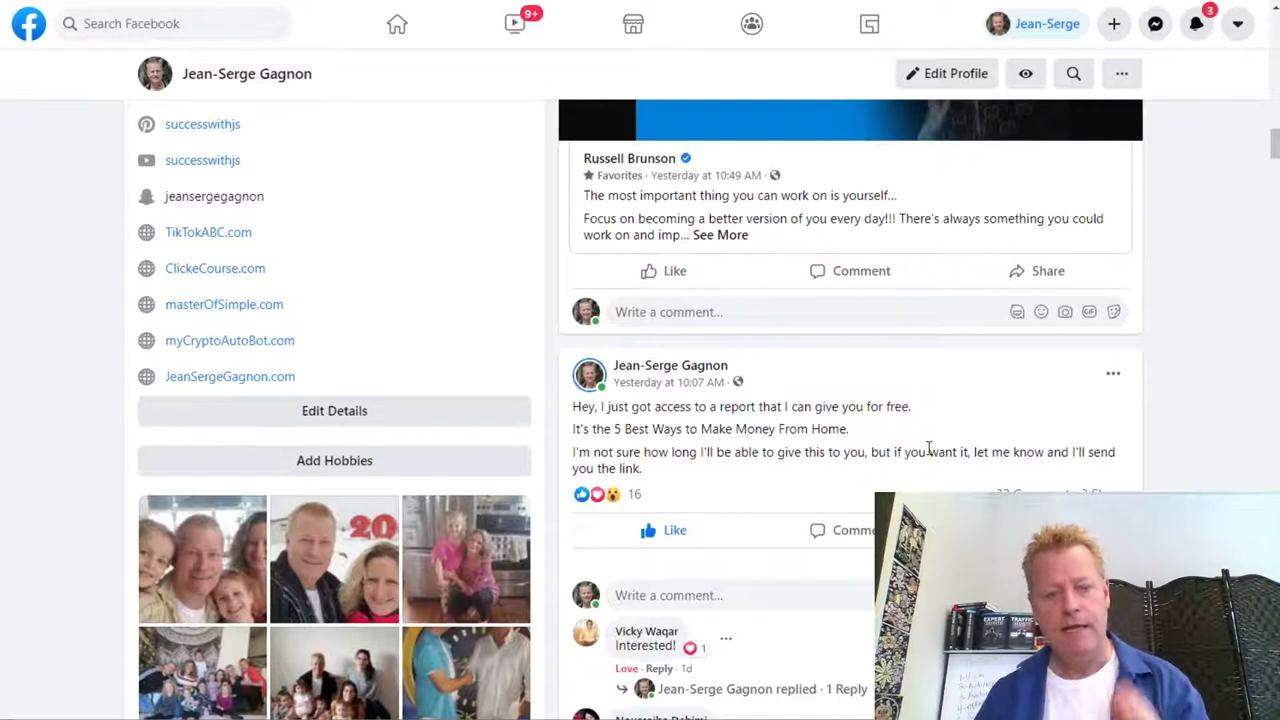 Search Facebook
9+
Jean-Serge
3
Jean-Serge Gagnon
Edit Profile
successwithjs
successwithjs
jeansergegagnon
TikTokABC.com
ClickeCourse.com
masterOfSimple.com
myCryptoAutoBot.com
JeanSergeGagnon.com
Edit Details
Add Hobbies
20
Russell Brunson
Favorites · Yesterday at 10:49 AM ·
The most important thing you can work on is yourself...
Focus on becoming a better version of you every day!!! There's always something you could
work on and imp... See More
Like Comment Share
Write a comment...
GIF
Jean-Serge Gagnon
Yesterday at 10:07 AM ·
Hey, I just got access to a report that I can give you for free.
It's the 5 Best Ways to Make Money From Home.
I'm not sure how long I'll be able to give this to you, but if you want it, let me know and I'll send
you the link.
16
Like Comme
Write a comment...
Vicky Waqar
Interested!
1
Love · Reply · 1d
Jean-Serge Gagnon replied · 1 Reply
EXPERT
SECRETS
TRAFFIC
SECRETS